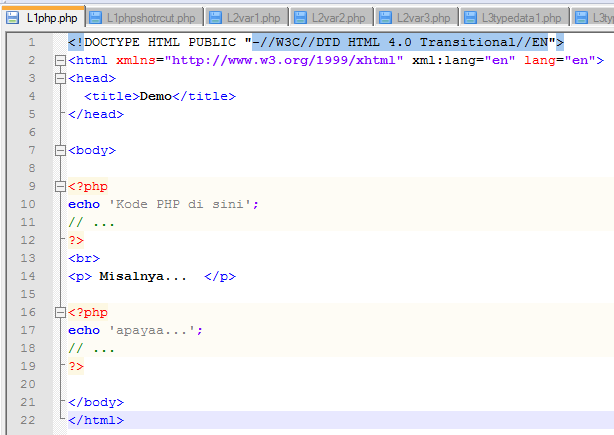 L1php.php L1phpshotrcut.php L2var1.php L2var2.php L2var3.php L3typedata1.php
1 <!DOCTYPE HTML PUBLIC "-//W3C//DTD HTML 4.0 Transitional//EN">
2 <html xmlns="http://www.w3.org/1999/xhtml" xml:lang="en" lang="en">
3 <head>
4 <title>Demo</title>
5 </head>
6
7 <body>
8
9 <?php
10 echo 'Kode PHP di sini';
11 // ...
12 ?>
13 <br>
14 <p> Misalnya...  </p>
15
16 <?php
17 echo 'apayaa...';
18 // ...
19 ?>
20
21 </body>
22 </html>